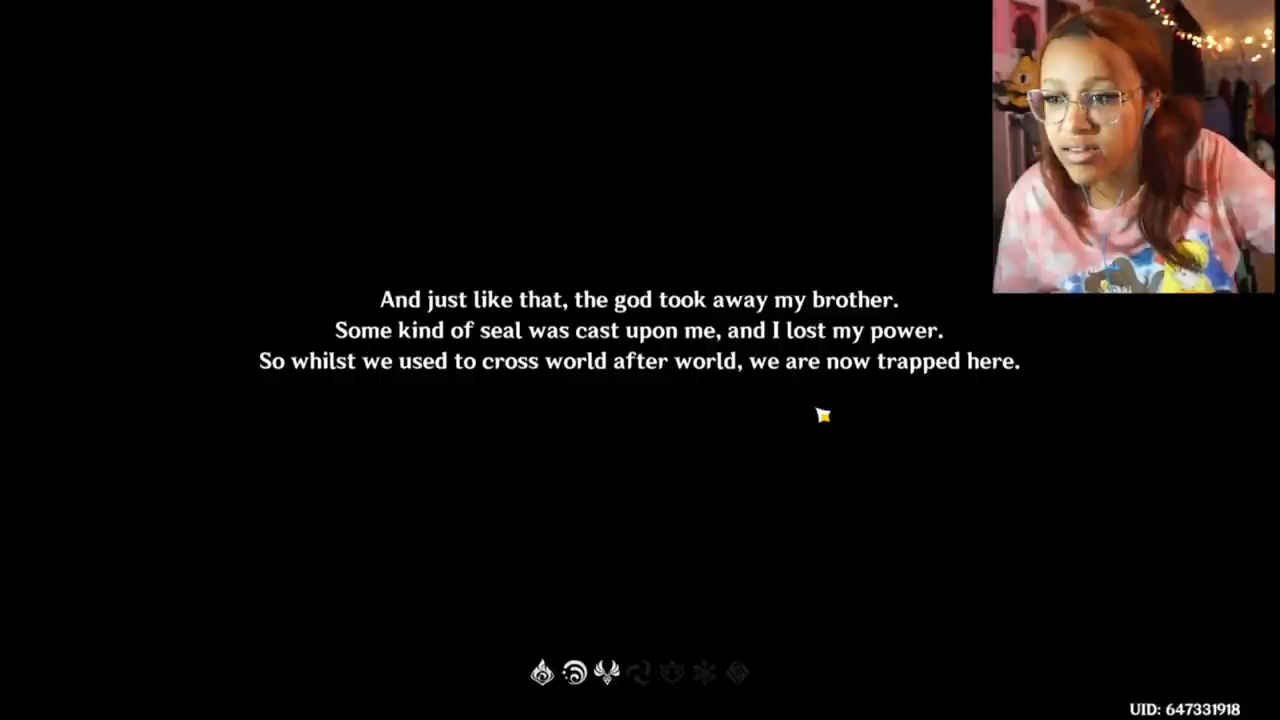 And just like that, the god took away my brother.
Some kind of seal was cast upon me, and I lost my power.
So whilst we used to cross world after world, we are now trapped here.
UID: 647331918